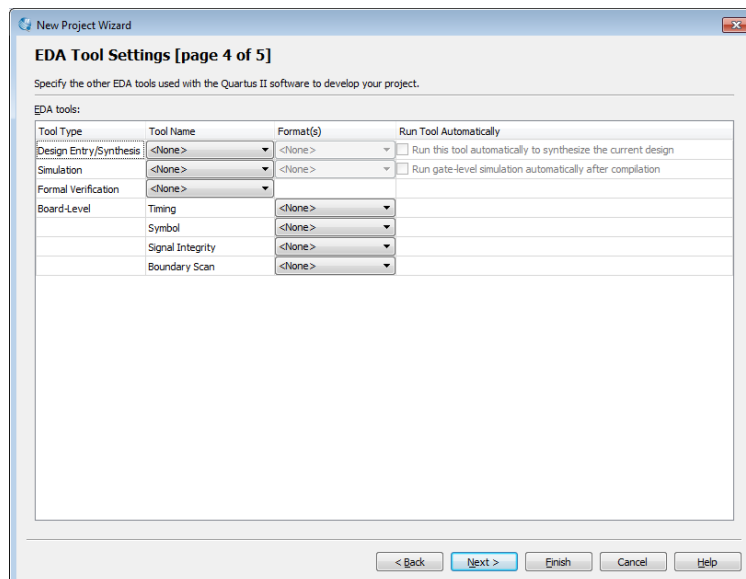 New Project Wizard
EDA Tool Settings [page 4 of 5]
Specify the other EDA tools used with the Quartus II software to develop your project.
EDA tools:
Tool Type Tool Name Format(s) Run Tool Automatically
Design Entry/Synthesis <None> <None> Run this tool automatically to synthesize the current design
Simulation <None> <None> Run gate-level simulation automatically after compilation
Formal Verification <None>
Board-Level Timing <None>
Symbol <None>
Signal Integrity <None>
Boundary Scan <None>
< Back Next > Finish Cancel Help